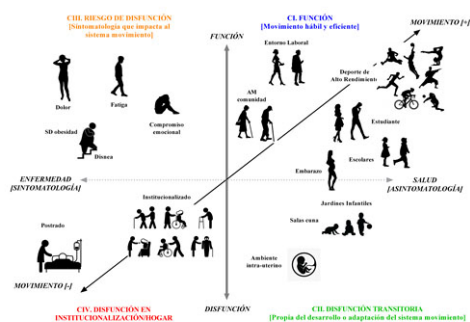 CIII. RIESGO DE DISFUNCIÓN
[Sintomatología que impacta al
sistema movimiento]
CI. FUNCIÓN
[Movimiento hábil y eficiente]
MOVIMIENTO [+]
FUNCIÓN
Entorno Laboral
Deporte de
Alto Rendimiento
Dolor
Fatiga
AM
comunidad
Compromiso
emocional
Estudiante
SD obesidad
Disnea
Escolares
Embarazo
ENFERMEDAD
[SINTOMATOLOGÍA]
SALUD
[ASINTOMATOLOGÍA]
Institucionalizado
Jardines Infantiles
Salas cuna
Postrado
Ambiente
intra-uterino
MOVIMIENTO [-]
CIV. DISFUNCIÓN EN
INSTITUCIONALIZACIÓN/HOGAR
DISFUNCIÓN
CII. DISFUNCIÓN TRANSITORIA
[Propia del desarrollo o adaptación del sistema movimiento]